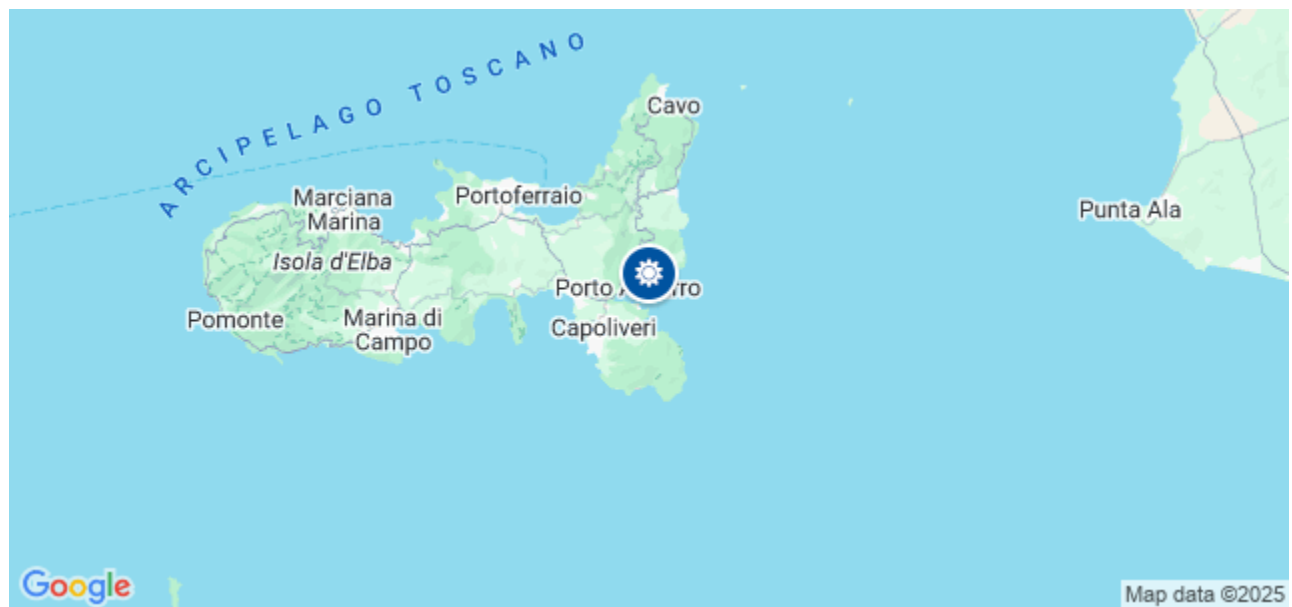 ARCIPELAGO TOSCANO
Cavo
Marciana
Marina
Portoferraio
Punta Ala
Isola d'Elba
Porto
Pomonte
Marina di
Campo
Capoliveri
Google
Map data ©2025